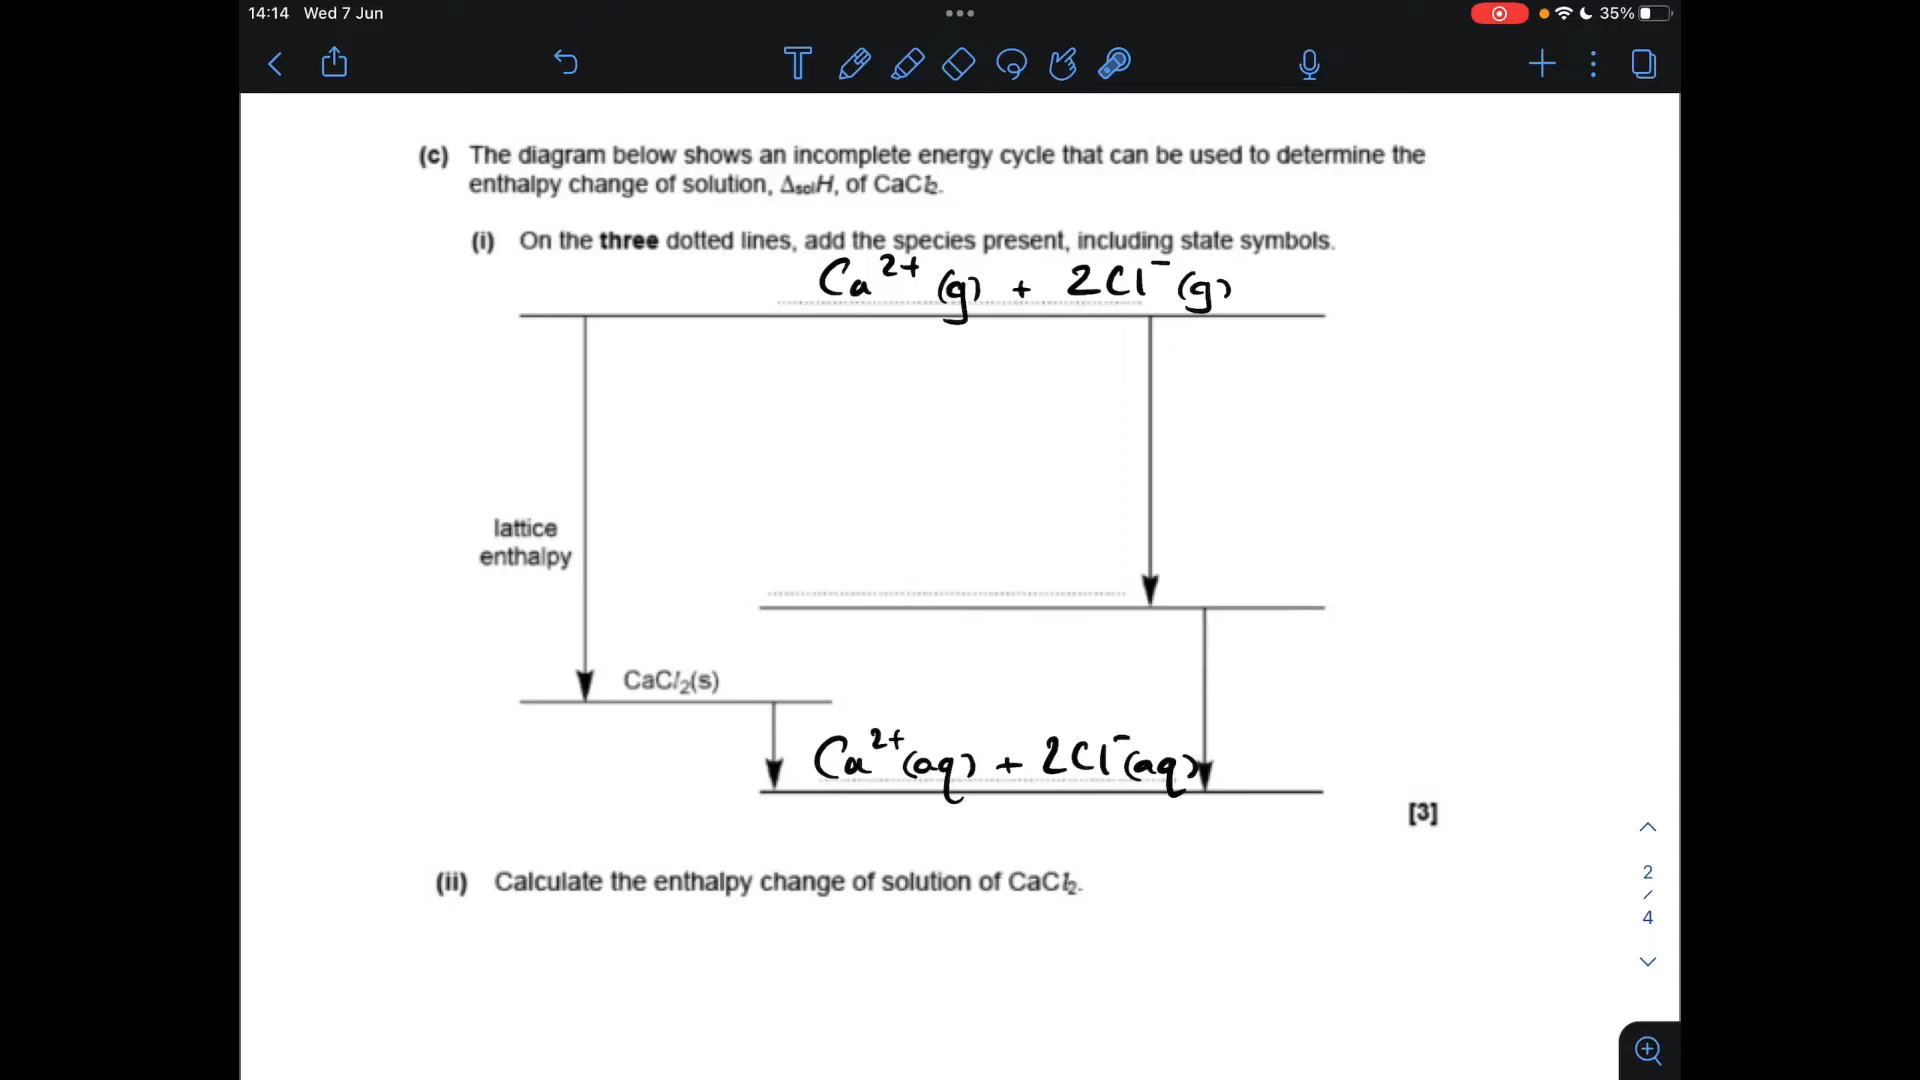 14:14 Wed 7 Jun
35%
(c) The diagram below shows an incomplete energy cycle that can be used to determine the
enthalpy change of solution, ΔsolH, of CaCl₂.
(i) On the three dotted lines, add the species present, including state symbols.
Ca²⁺(g) + 2Cl⁻(g)
lattice
enthalpy
CaCl₂(s)
Ca²⁺(aq) + 2Cl⁻(aq)
[3]
(ii) Calculate the enthalpy change of solution of CaCl₂.
2
/
4